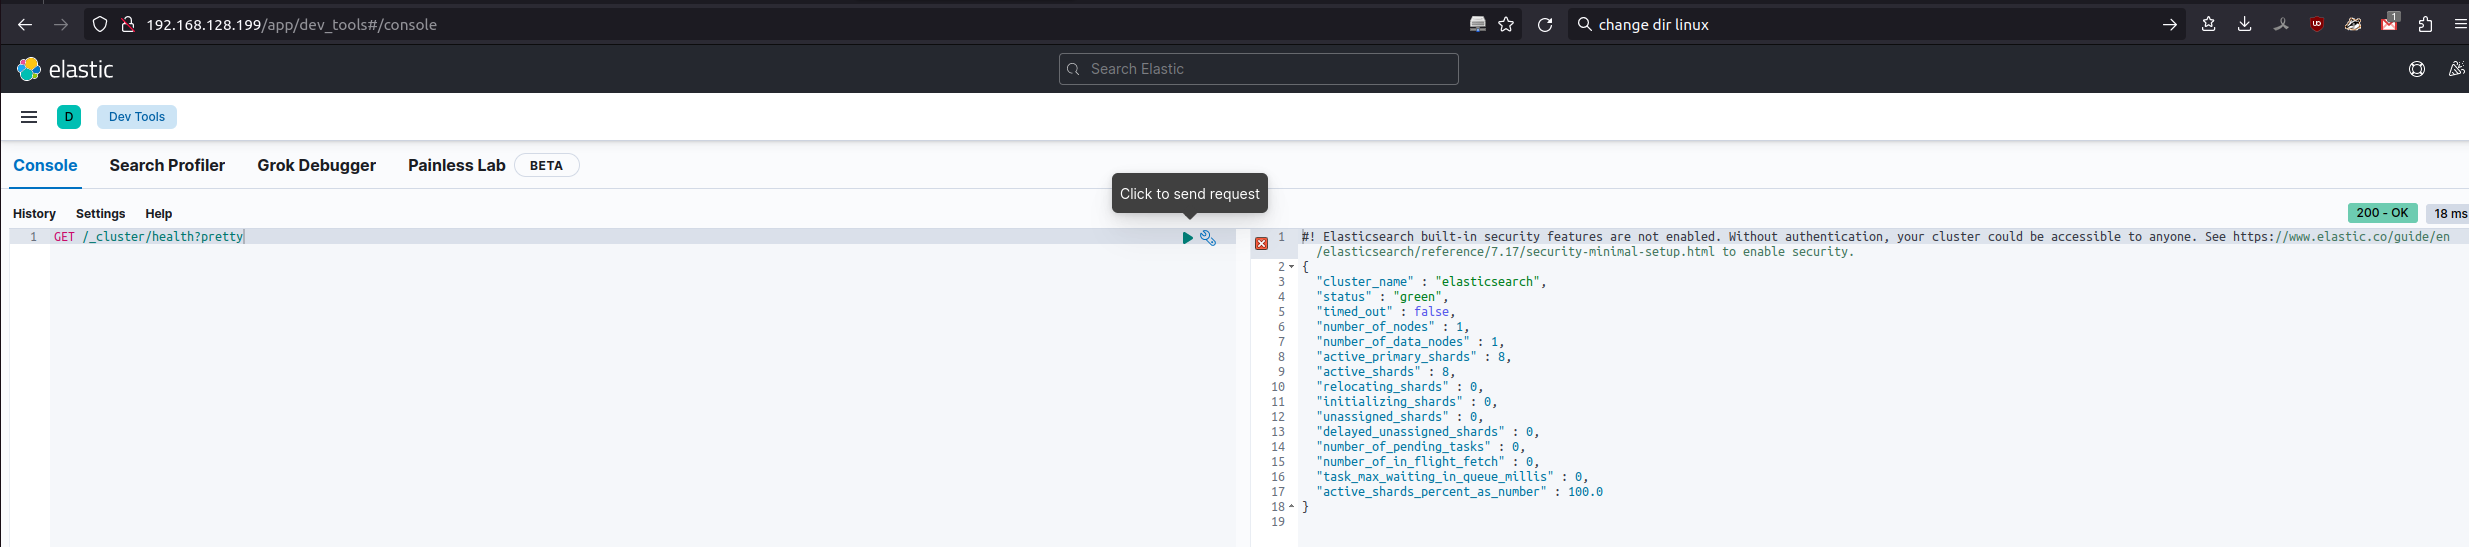 192.168.128.199/app/dev_tools#/console
change dir linux
1
elastic
Search Elastic
D
Dev Tools
Console
Search Profiler
Grok Debugger
Painless Lab
BETA
Click to send request
History
Settings
Help
200 - OK
18 ms
1 GET /_cluster/health?pretty
1 #! Elasticsearch built-in security features are not enabled. Without authentication, your cluster could be accessible to anyone. See https://www.elastic.co/guide/en
/elasticsearch/reference/7.17/security-minimal-setup.html to enable security.
2 {
3 "cluster_name" : "elasticsearch",
4 "status" : "green",
5 "timed_out" : false,
6 "number_of_nodes" : 1,
7 "number_of_data_nodes" : 1,
8 "active_primary_shards" : 8,
9 "active_shards" : 8,
10 "relocating_shards" : 0,
11 "initializing_shards" : 0,
12 "unassigned_shards" : 0,
13 "delayed_unassigned_shards" : 0,
14 "number_of_pending_tasks" : 0,
15 "number_of_in_flight_fetch" : 0,
16 "task_max_waiting_in_queue_millis" : 0,
17 "active_shards_percent_as_number" : 100.0
18 }
19